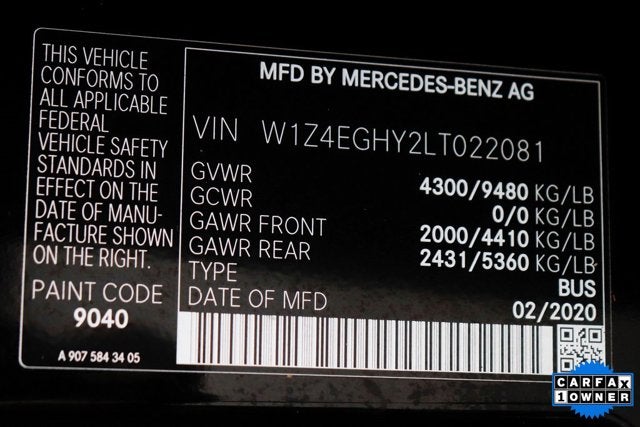 THIS VEHICLE
CONFORMS TO
ALL APPLICABLE
FEDERAL
VEHICLE SAFETY
STANDARDS IN
EFFECT ON THE
DATE OF MANU-
FACTURE SHOWN
ON THE RIGHT.
PAINT CODE
9040
A 907 584 34 05
MFD BY MERCEDES-BENZ AG
VIN W1Z4EGHY2LT022081
GVWR 4300/9480 KG/LB
GCWR 0/0 KG/LB
GAWR FRONT 2000/4410 KG/LB
GAWR REAR 2431/5360 KG/LB
TYPE BUS
DATE OF MFD 02/2020
CARFAX
1 OWNER